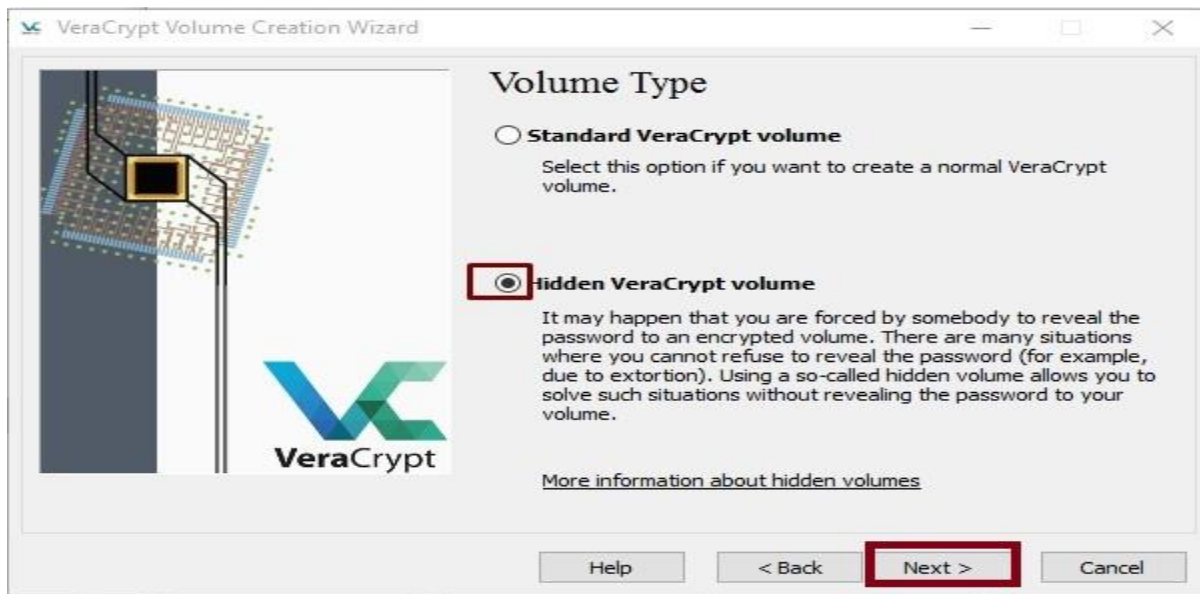 VeraCrypt Volume Creation Wizard
Volume Type
Standard VeraCrypt volume
Select this option if you want to create a normal VeraCrypt
volume.
Hidden VeraCrypt volume
It may happen that you are forced by somebody to reveal the
password to an encrypted volume. There are many situations
where you cannot refuse to reveal the password (for example,
due to extortion). Using a so-called hidden volume allows you to
solve such situations without revealing the password to your
volume.
VeraCrypt
More information about hidden volumes
Help
< Back
Next >
Cancel